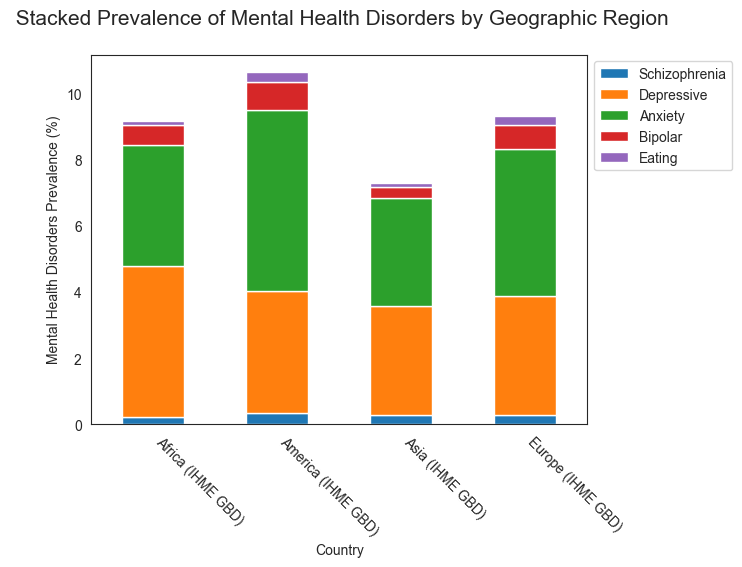 Stacked Prevalence of Mental Health Disorders by Geographic Region
Mental Health Disorders Prevalence (%)
10
8
6
4
2
0
Schizophrenia
Depressive
Anxiety
Bipolar
Eating
Africa (IHME GBD)
America (IHME GBD)
Asia (IHME GBD)
Europe (IHME GBD)
Country